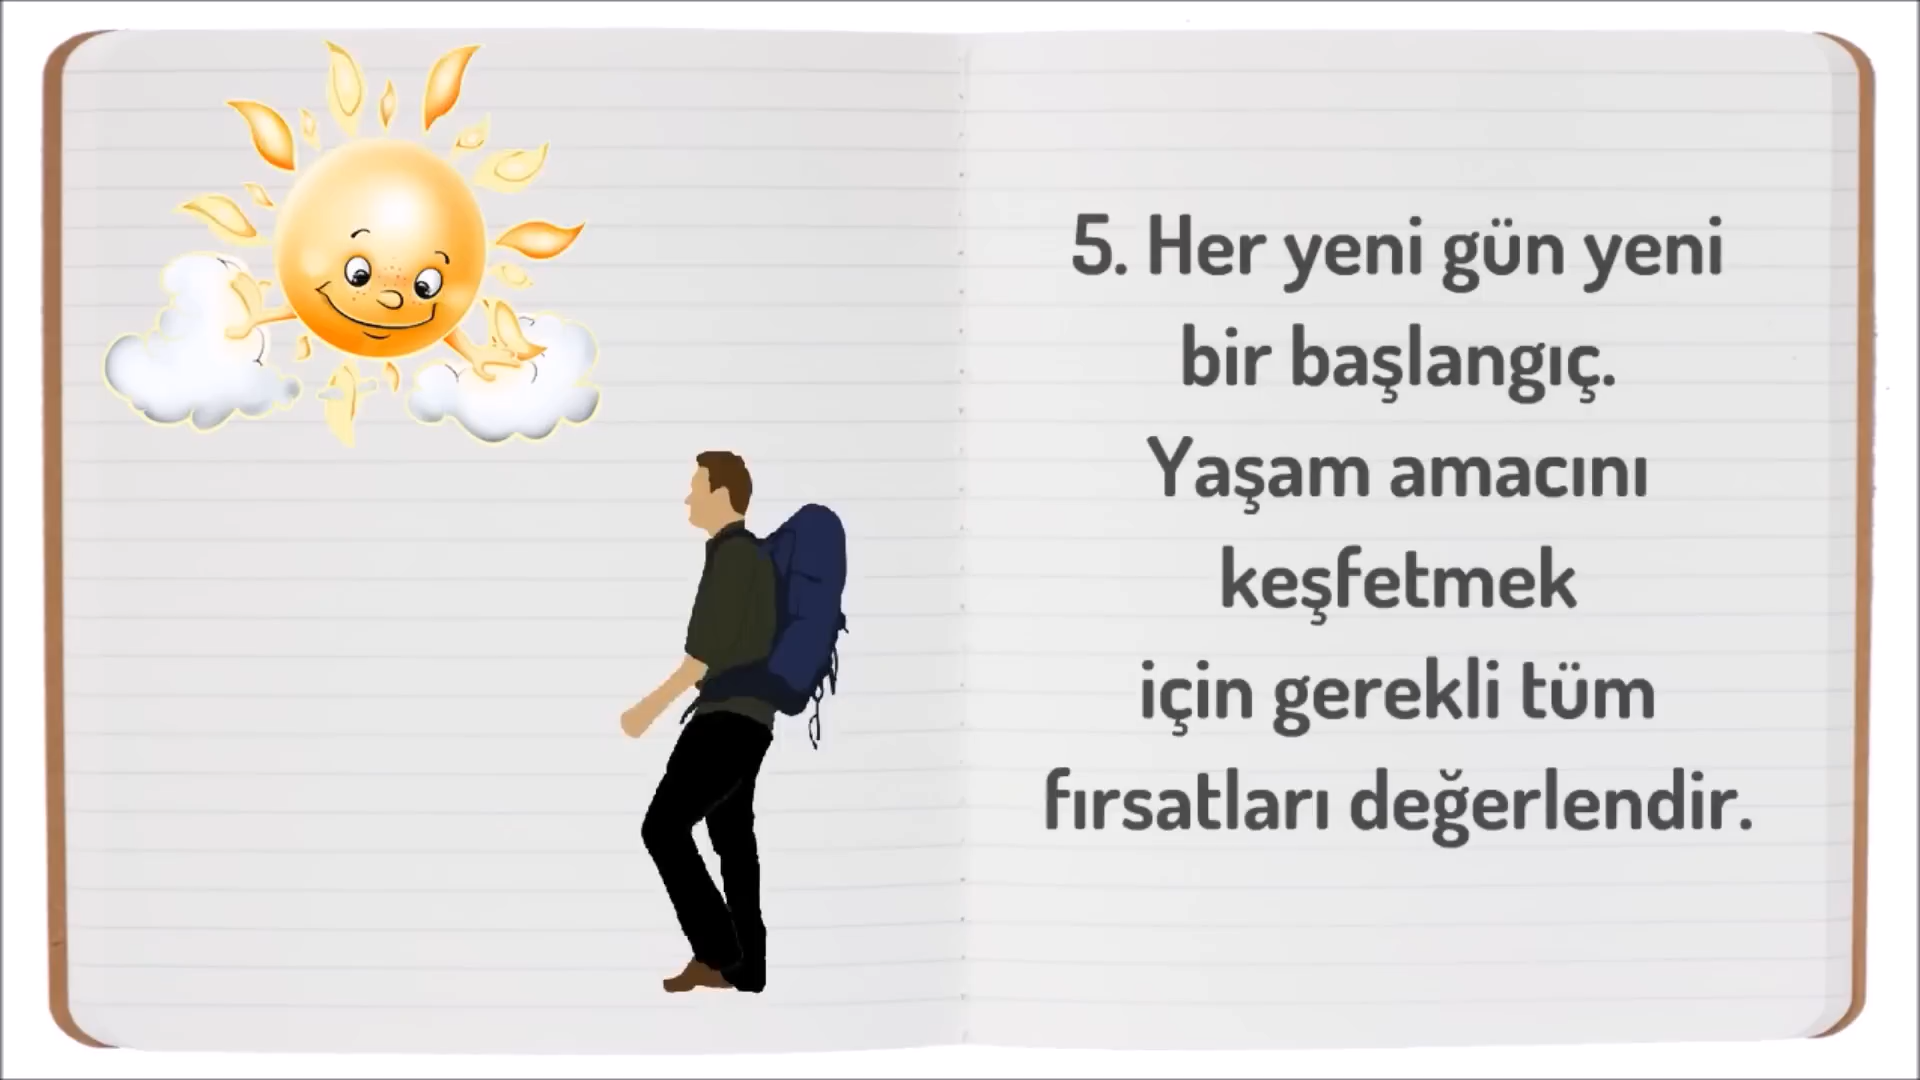 5. Her yeni gün yeni
bir başlangıç.
Yaşam amacını
keşfetmek
için gerekli tüm
fırsatları değerlendir.